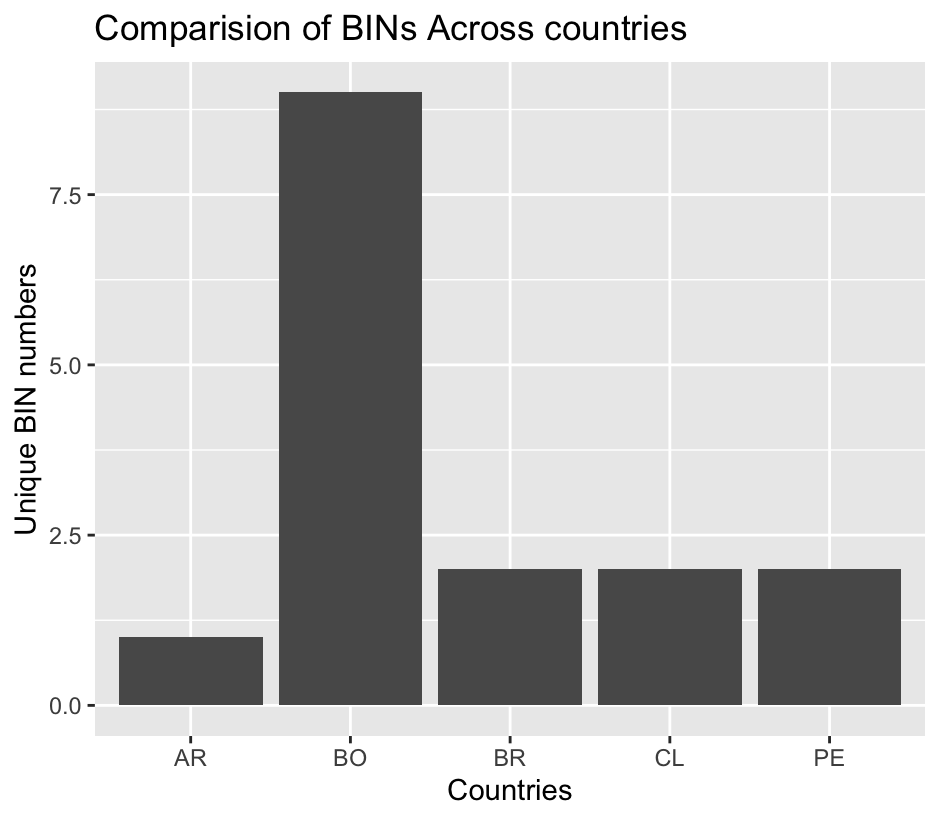 Comparision of BINs Across countries
Unique BIN numbers
7.5
5.0
2.5
0.0
AR BO BR CL PE
Countries